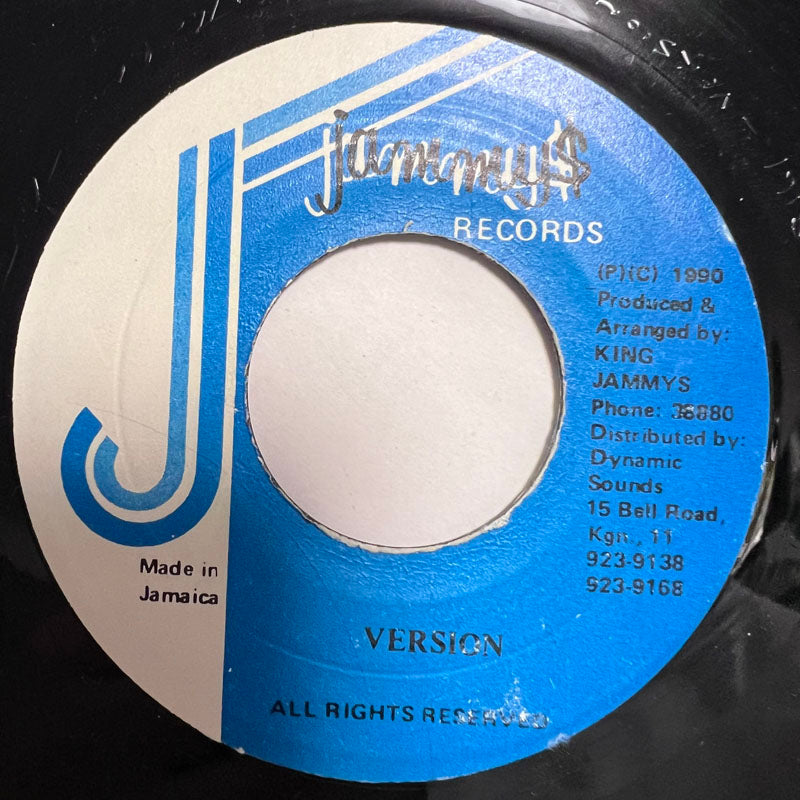 jammy$
RECORDS
(P)(C) 1990
Produced &
Arranged by:
KING
JAMMYS
Phone: 38880
Distributed by:
Dynamic
Sounds
15 Bell Road,
Kgn., 11
923-9138
923-9168
Made in
Jamaica
VERSION
ALL RIGHTS RESERVED